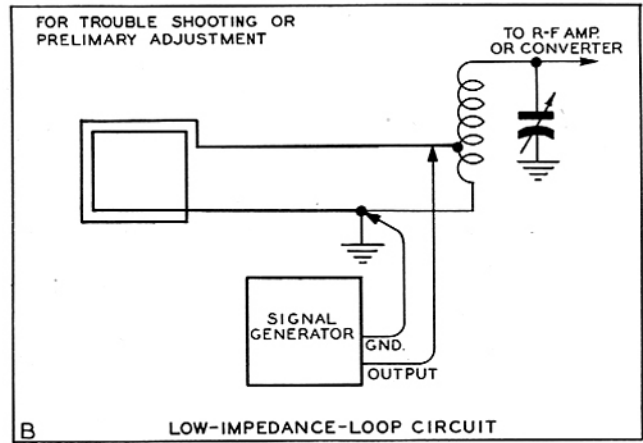 FOR TROUBLE SHOOTING OR
PRELIMARY ADJUSTMENT
TO R-F AMP.
OR CONVERTER
SIGNAL
GENERATOR
GND.
OUTPUT
B
LOW-IMPEDANCE-LOOP CIRCUIT